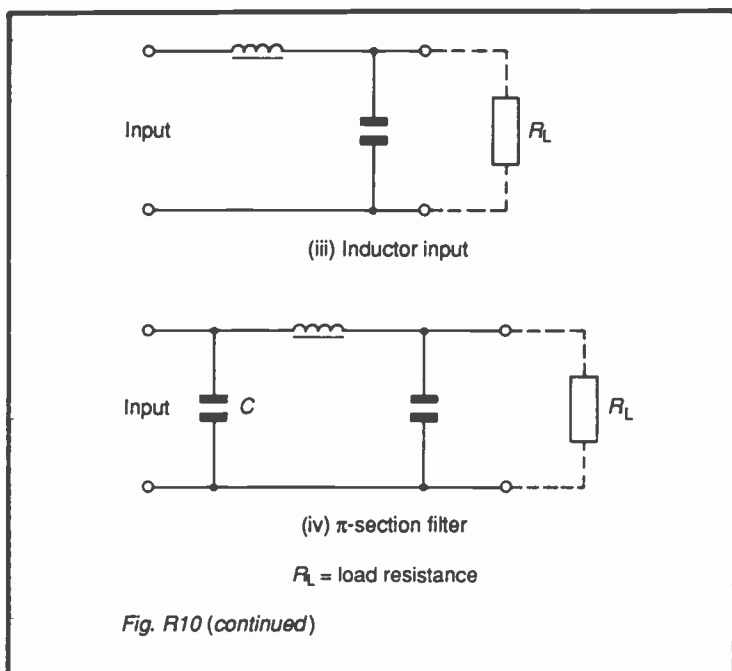 Input
R_L
(iii) Inductor input
Input
C
R_L
(iv) π-section filter
R_L = load resistance
Fig. R10 (continued)